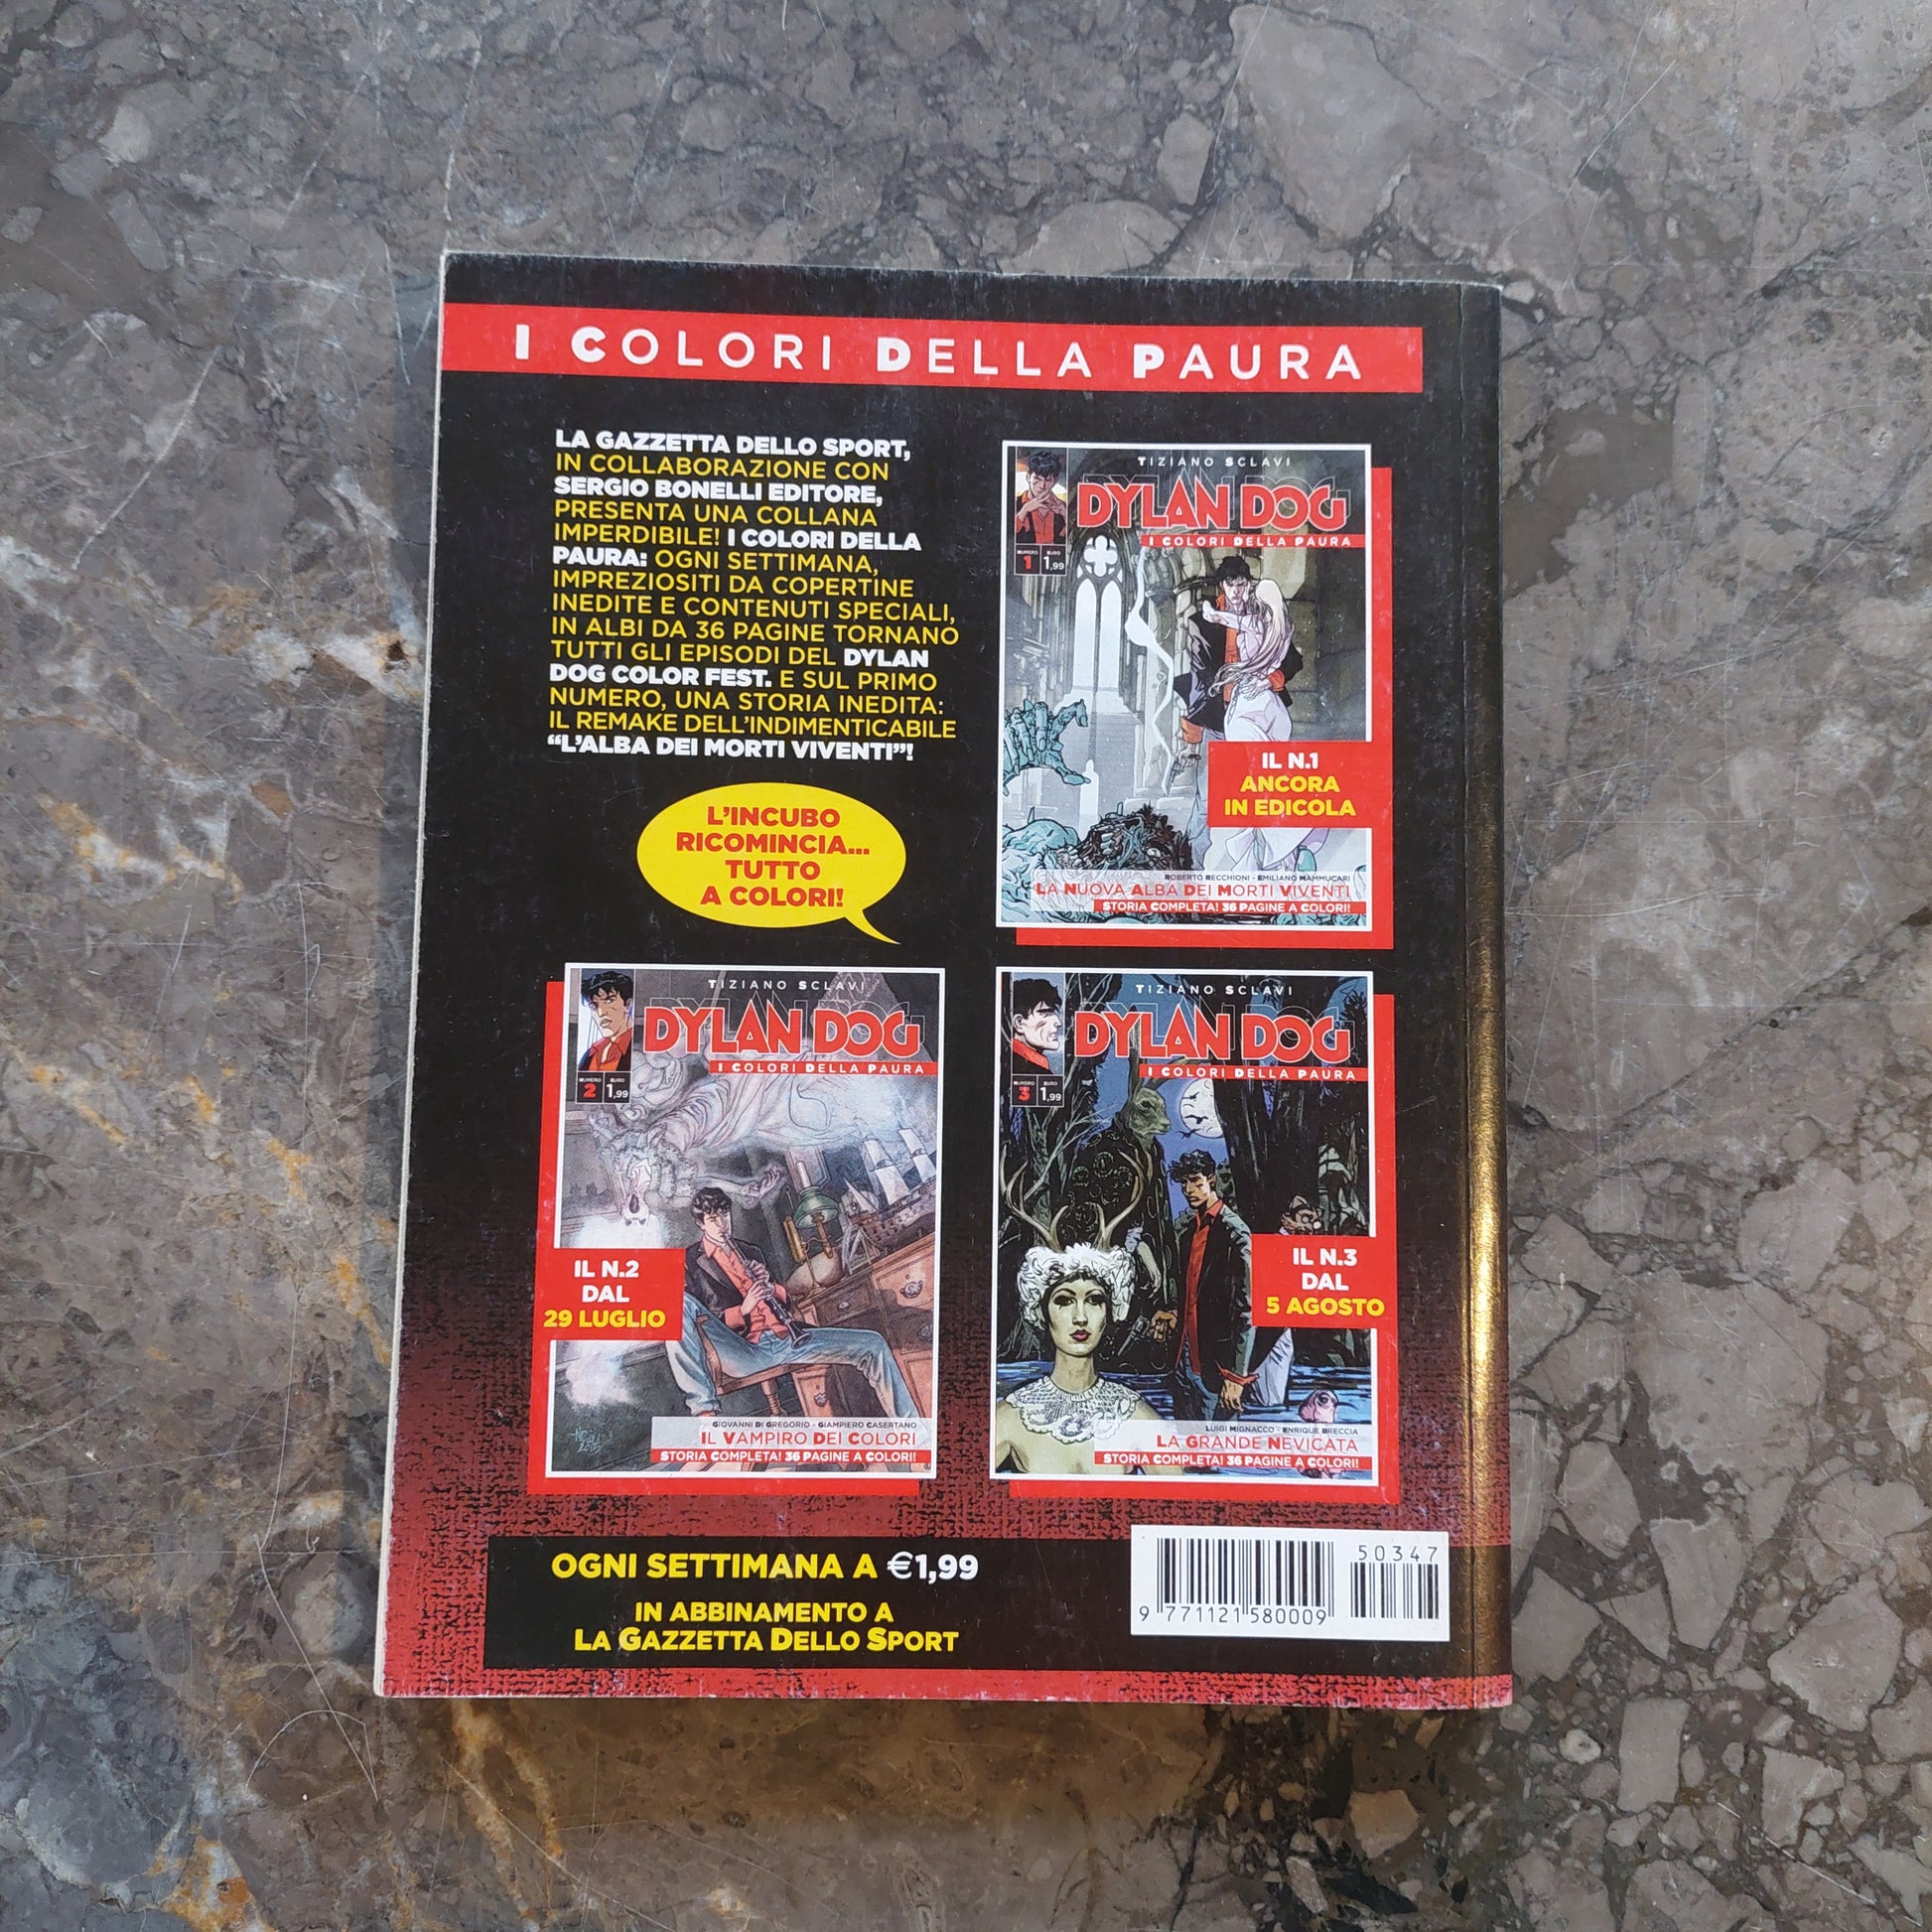 I COLORI DELLA PAURA
LA GAZZETTA DELLO SPORT,
IN COLLABORAZIONE CON
SERGIO BONELLI EDITORE,
PRESENTA UNA COLLANA
IMPERDIBILE! I COLORI DELLA
PAURA: OGNI SETTIMANA,
IMPREZIOSITI DA COPERTINE
INEDITE E CONTENUTI SPECIALI,
IN ALBI DA 36 PAGINE TORNANO
TUTTI GLI EPISODI DEL DYLAN
DOG COLOR FEST. E SUL PRIMO
NUMERO, UNA STORIA INEDITA:
IL REMAKE DELL'INDIMENTICABILE
“L'ALBA DEI MORTI VIVENTI”!
L'INCUBO
RICOMINCIA...
TUTTO
A COLORI!
TIZIANO SCLAVI
DYLAN DOG
I COLORI DELLA PAURA
NUMERO EURO
1 1,99
IL N.1
ANCORA
IN EDICOLA
ROBERTO RECCHIONI - EMILIANO MAMMUCARI
LA NUOVA ALBA DEI MORTI VIVENTI
STORIA COMPLETA! 36 PAGINE A COLORI!
TIZIANO SCLAVI
DYLAN DOG
I COLORI DELLA PAURA
NUMERO EURO
2 1,99
IL N.2
DAL
29 LUGLIO
GIOVANNI DI GREGORIO - GIAMPIERO CASERTANO
IL VAMPIRO DEI COLORI
STORIA COMPLETA! 36 PAGINE A COLORI!
TIZIANO SCLAVI
DYLAN DOG
I COLORI DELLA PAURA
NUMERO EURO
3 1,99
IL N.3
DAL
5 AGOSTO
LUIGI MIGNACCO - ENRIQUE BRECCIA
LA GRANDE NEVICATA
STORIA COMPLETA! 36 PAGINE A COLORI!
OGNI SETTIMANA A €1,99
IN ABBINAMENTO A
LA GAZZETTA DELLO SPORT
50347
9 771121 580009